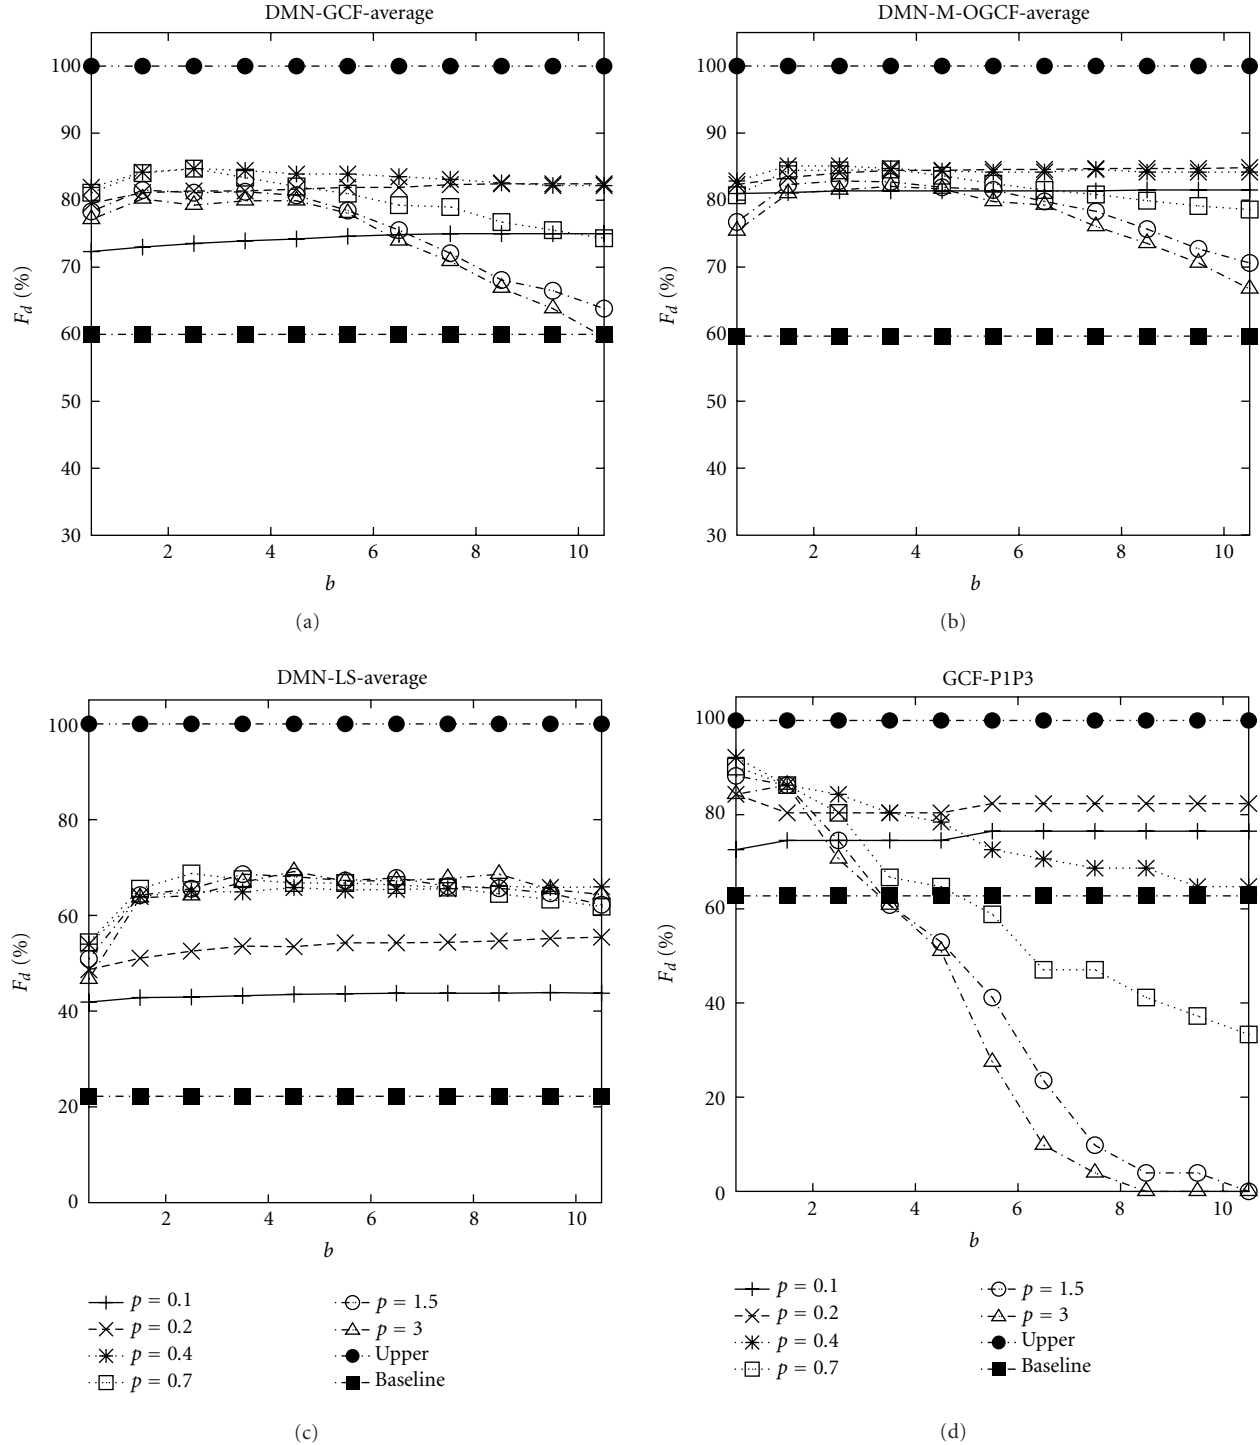 DMN-GCF-average
100
90
80
70
60
50
40
30
2 4 6 8 10
F_d (%)
b
(a)
DMN-M-OGCF-average
100
90
80
70
60
50
40
30
2 4 6 8 10
F_d (%)
b
(b)
DMN-LS-average
100
80
60
40
20
0
2 4 6 8 10
F_d (%)
b
p = 0.1
p = 0.2
p = 0.4
p = 0.7
p = 1.5
p = 3
Upper
Baseline
(c)
GCF-P1P3
100
80
60
40
20
0
2 4 6 8 10
F_d (%)
b
p = 0.1
p = 0.2
p = 0.4
p = 0.7
p = 1.5
p = 3
Upper
Baseline
(d)